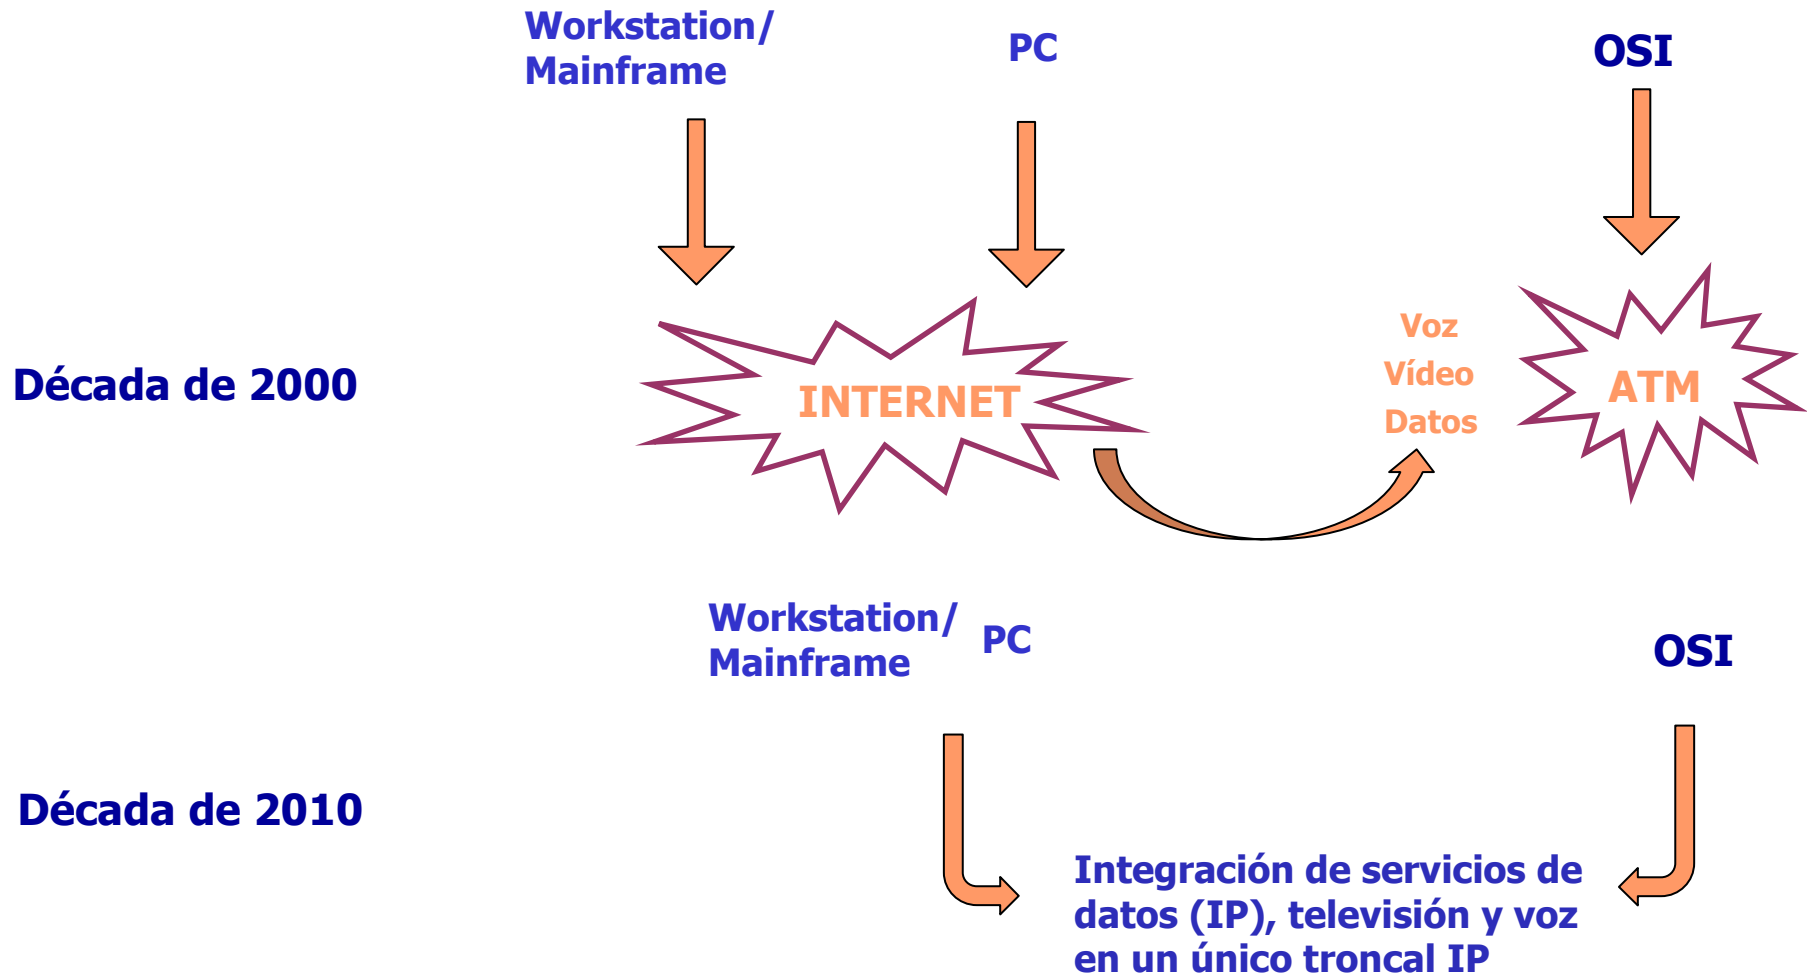 Workstation/
Mainframe
PC
OSI
Década de 2000
INTERNET
Voz
Vídeo
Datos
ATM
Workstation/
Mainframe
PC
OSI
Década de 2010
Integración de servicios de
datos (IP), televisión y voz
en un único troncal IP